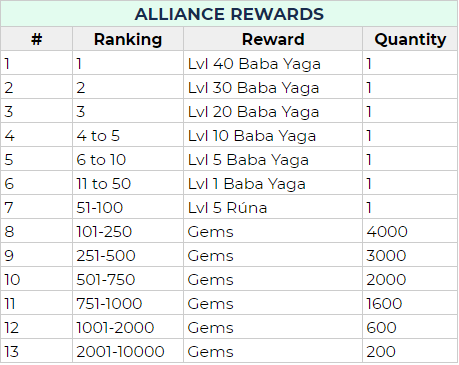 ALLIANCE REWARDS
# Ranking Reward Quantity
1 1 Lvl 40 Baba Yaga 1
2 2 Lvl 30 Baba Yaga 1
3 3 Lvl 20 Baba Yaga 1
4 4 to 5 Lvl 10 Baba Yaga 1
5 6 to 10 Lvl 5 Baba Yaga 1
6 11 to 50 Lvl 1 Baba Yaga 1
7 51-100 Lvl 5 Rúna 1
8 101-250 Gems 4000
9 251-500 Gems 3000
10 501-750 Gems 2000
11 751-1000 Gems 1600
12 1001-2000 Gems 600
13 2001-10000 Gems 200